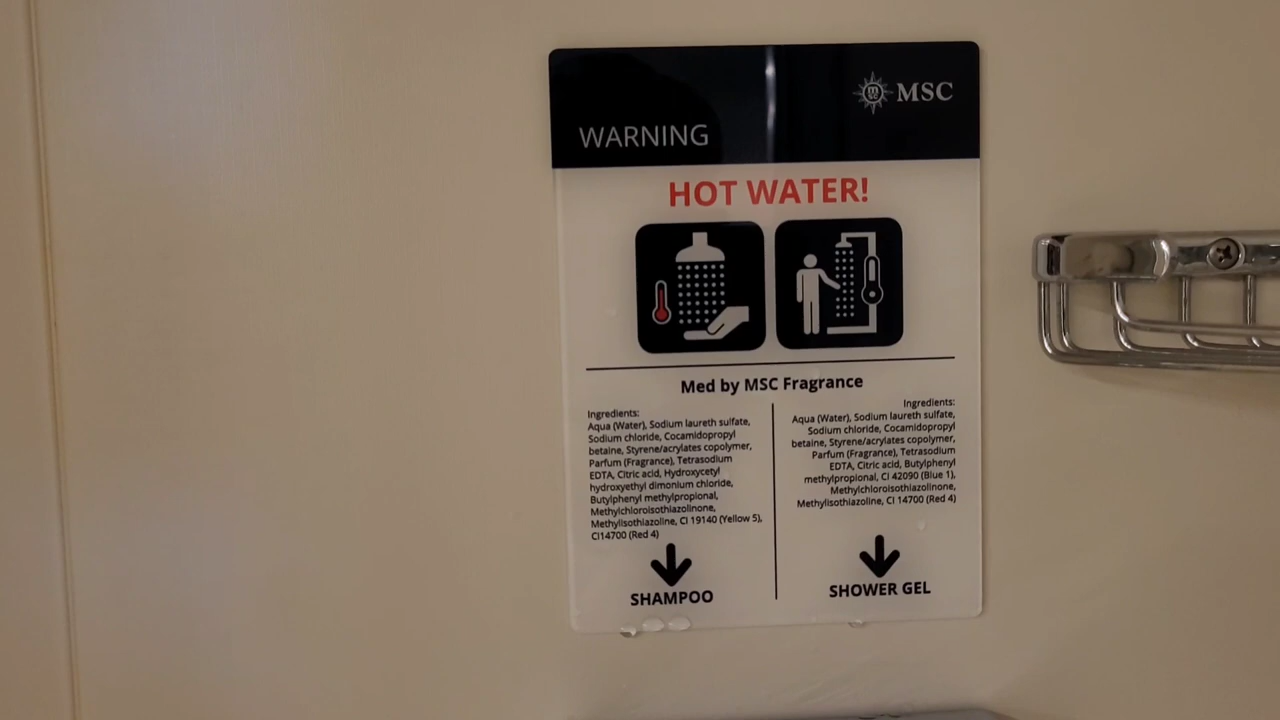 MSC
WARNING
HOT WATER!
Med by MSC Fragrance
Ingredients:
Aqua (Water), Sodium laureth sulfate,
Sodium chloride, Cocamidopropyl
betaine, Styrene/acrylates copolymer,
Parfum (Fragrance), Tetrasodium
EDTA, Citric acid, Hydroxycetyl
hydroxyethyl dimonium chloride,
Butylphenyl methylpropional,
Methylchloroisothiazolinone,
Methylisothiazoline, CI 19140 (Yellow 5),
CI14700 (Red 4)
SHAMPOO
Ingredients:
Aqua (Water), Sodium laureth sulfate,
Sodium chloride, Cocamidopropyl
betaine, Styrene/acrylates copolymer,
Parfum (Fragrance), Tetrasodium
EDTA, Citric acid, Butylphenyl
methylpropional, CI 42090 (Blue 1),
Methylchloroisothiazolinone,
Methylisothiazoline, CI 14700 (Red 4)
SHOWER GEL